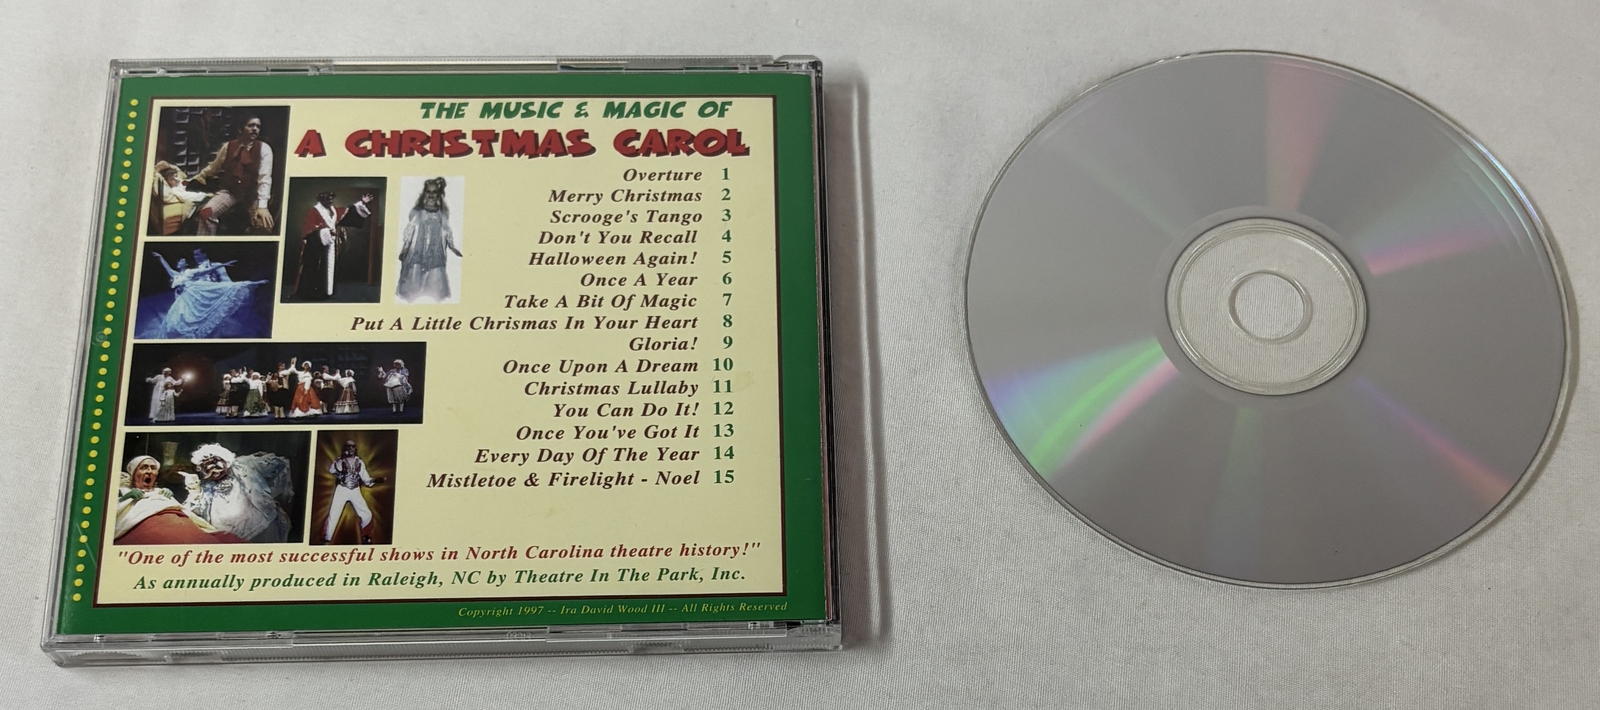 THE MUSIC & MAGIC OF
A CHRISTMAS CAROL
Overture 1
Merry Christmas 2
Scrooge's Tango 3
Don't You Recall 4
Halloween Again! 5
Once A Year 6
Take A Bit Of Magic 7
Put A Little Chrismas In Your Heart 8
Gloria! 9
Once Upon A Dream 10
Christmas Lullaby 11
You Can Do It! 12
Once You've Got It 13
Every Day Of The Year 14
Mistletoe & Firelight - Noel 15
"One of the most successful shows in North Carolina theatre history!"
As annually produced in Raleigh, NC by Theatre In The Park, Inc.
Copyright 1997 -- Ira David Wood III -- All Rights Reserved